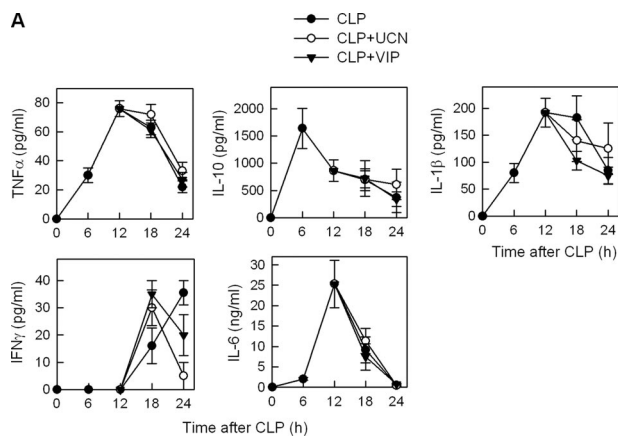 A
CLP
CLP+UCN
CLP+VIP
TNFα (pg/ml)
80
60
40
20
0
0 6 12 18 24
IL-10 (pg/ml)
2000
1500
1000
500
0
0 6 12 18 24
IL-1β (pg/ml)
250
200
150
100
50
0
0 6 12 18 24
Time after CLP (h)
IFNγ (pg/ml)
40
30
20
10
0
0 6 12 18 24
IL-6 (ng/ml)
30
25
20
15
10
5
0
0 6 12 18 24
Time after CLP (h)